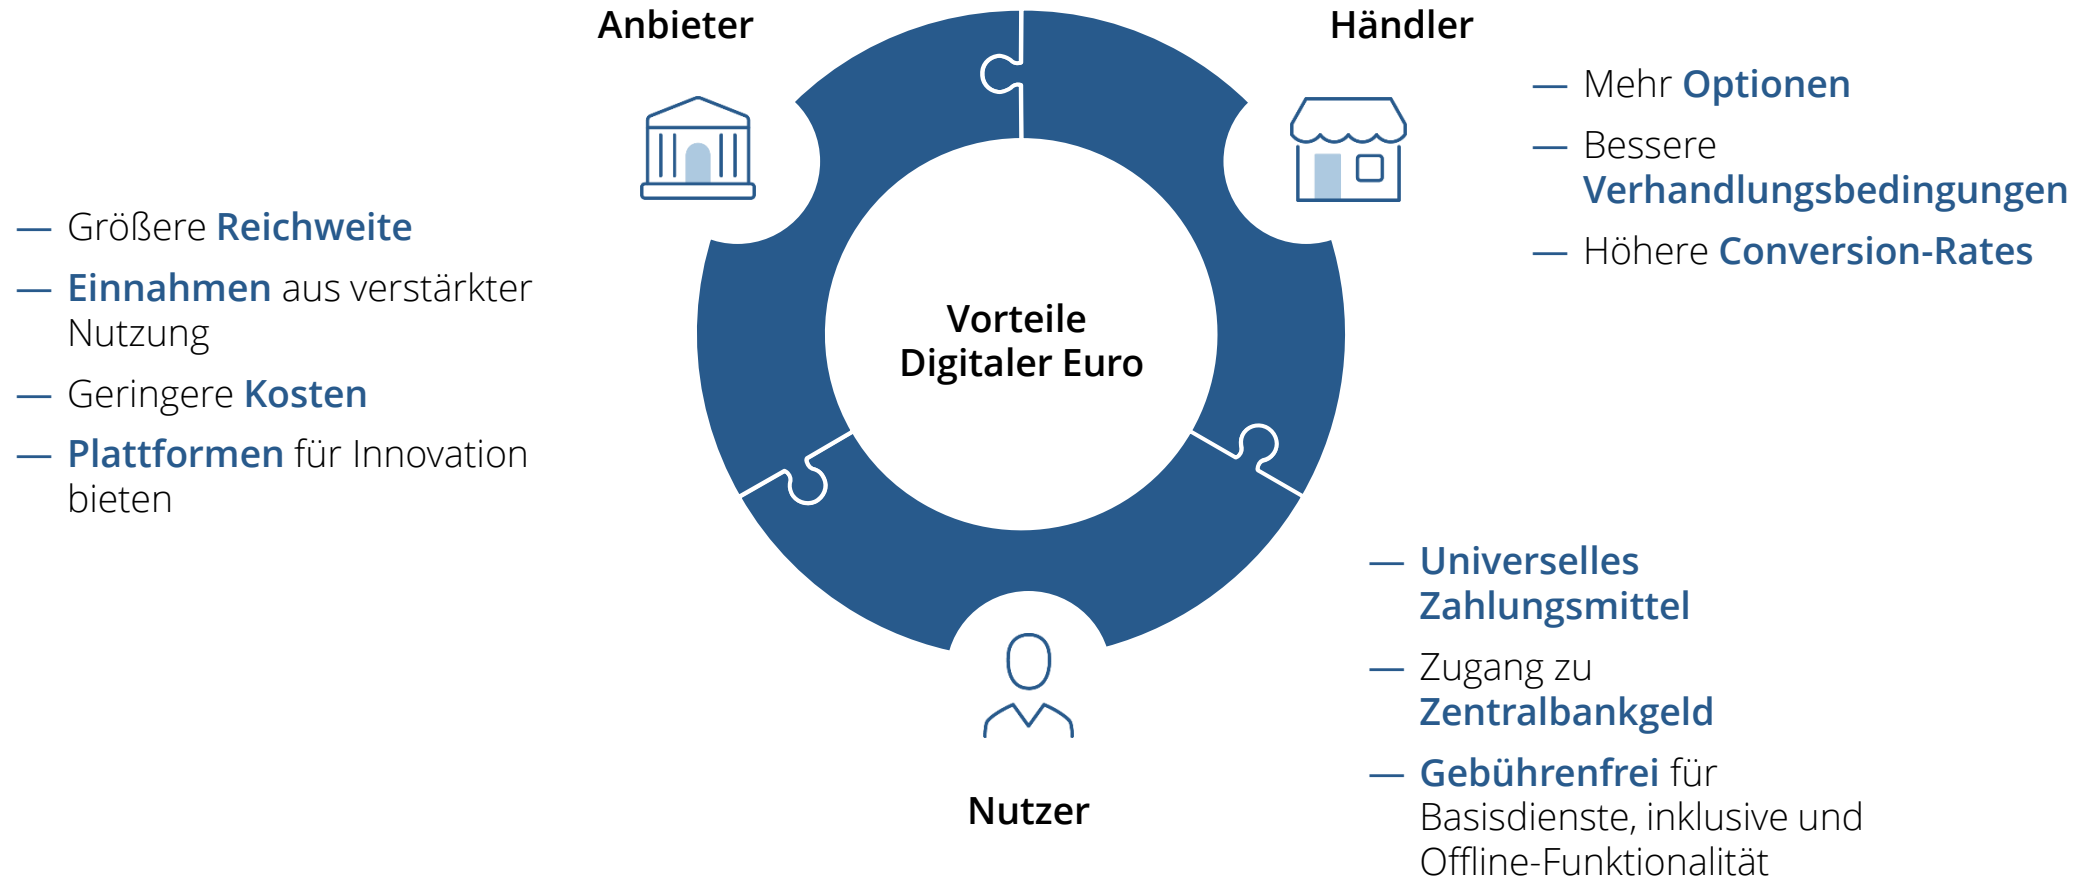 Anbieter
— Größere Reichweite
— Einnahmen aus verstärkter
Nutzung
— Geringere Kosten
— Plattformen für Innovation
bieten
Händler
— Mehr Optionen
— Bessere
Verhandlungsbedingungen
— Höhere Conversion-Rates
Vorteile
Digitaler Euro
Nutzer
— Universelles
Zahlungsmittel
— Zugang zu
Zentralbankgeld
— Gebührenfrei für
Basisdienste, inklusive und
Offline-Funktionalität